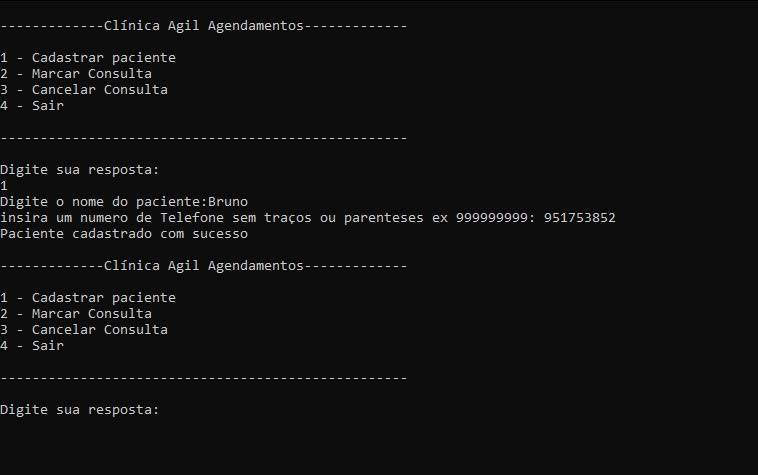 -------------Clínica Agil Agendamentos-------------
1 - Cadastrar paciente
2 - Marcar Consulta
3 - Cancelar Consulta
4 - Sair
---------------------------------------------------
Digite sua resposta:
1
Digite o nome do paciente:Bruno
insira um numero de Telefone sem traços ou parenteses ex 999999999: 951753852
Paciente cadastrado com sucesso
-------------Clínica Agil Agendamentos-------------
1 - Cadastrar paciente
2 - Marcar Consulta
3 - Cancelar Consulta
4 - Sair
---------------------------------------------------
Digite sua resposta: